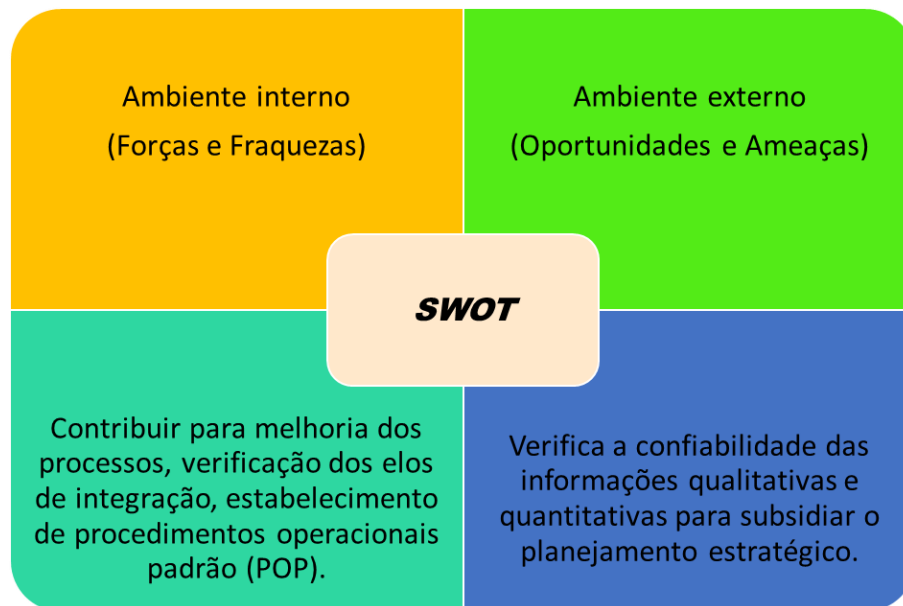 Ambiente interno
(Forças e Fraquezas)
Ambiente externo
(Oportunidades e Ameaças)
SWOT
Contribuir para melhoria dos
processos, verificação dos elos
de integração, estabelecimento
de procedimentos operacionais
padrão (POP).
Verifica a confiabilidade das
informações qualitativas e
quantitativas para subsidiar o
planejamento estratégico.